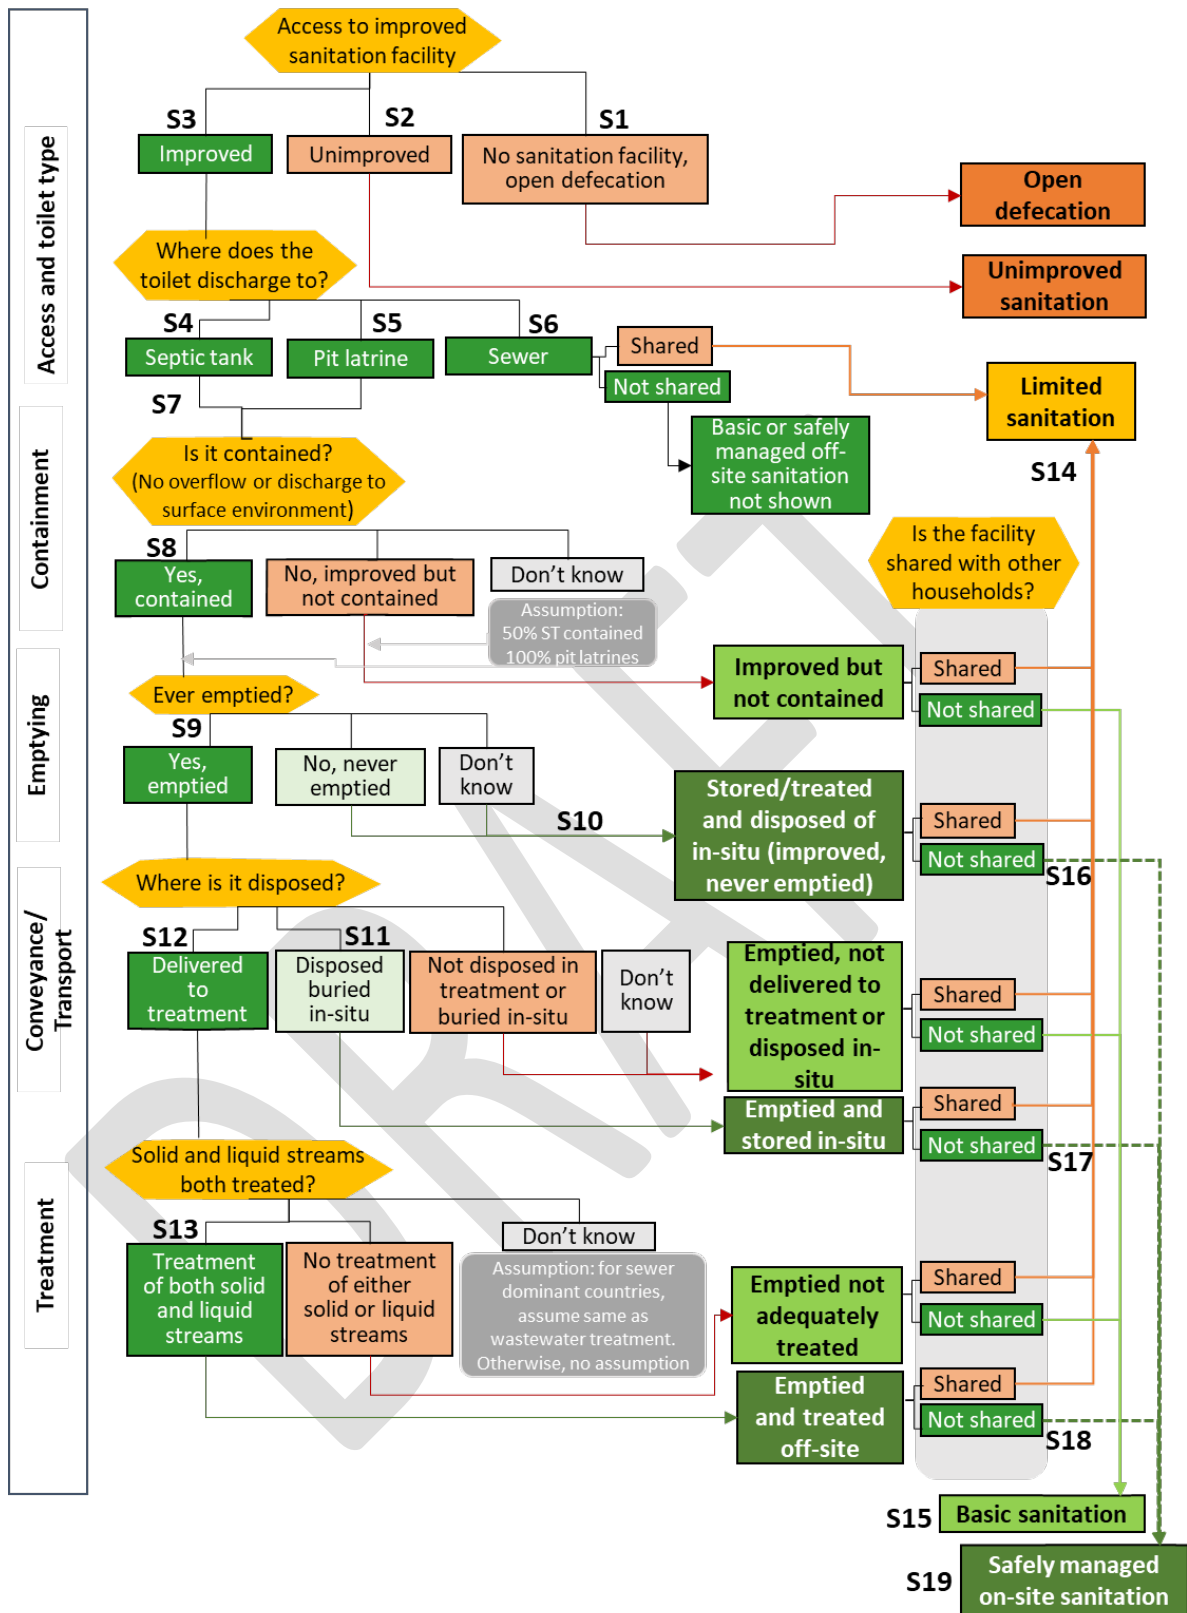 Access to improved
sanitation facility
S3
S2
S1
Improved
Unimproved
No sanitation facility,
open defecation
Open
defecation
Access and toilet type
Where does the
toilet discharge to?
Unimproved
sanitation
S4
S5
S6
Septic tank
Pit latrine
Sewer
Shared
Not shared
Limited
sanitation
S7
Basic or safely
managed off-
site sanitation
not shown
S14
Containment
Is it contained?
(No overflow or discharge to
surface environment)
Is the facility
shared with other
households?
S8
Yes,
contained
No, improved but
not contained
Don't know
Assumption:
50% ST contained
100% pit latrines
Improved but
not contained
Shared
Not shared
Emptying
Ever emptied?
S9
Yes,
emptied
No, never
emptied
Don't
know
S10
Stored/treated
and disposed of
in-situ (improved,
never emptied)
Shared
Not shared
S16
Conveyance/
Transport
Where is it disposed?
S12
S11
Delivered
to
treatment
Disposed
buried
in-situ
Not disposed in
treatment or
buried in-situ
Don't
know
Emptied, not
delivered to
treatment or
disposed in-
situ
Shared
Not shared
Emptied and
stored in-situ
Shared
Not shared
S17
Treatment
Solid and liquid streams
both treated?
S13
Treatment
of both solid
and liquid
streams
No treatment
of either
solid or liquid
streams
Don't know
Assumption: for sewer
dominant countries,
assume same as
wastewater treatment.
Otherwise, no assumption
Emptied not
adequately
treated
Shared
Not shared
Emptied
and treated
off-site
Shared
Not shared
S18
S15
Basic sanitation
S19
Safely managed
on-site sanitation
DRAFT